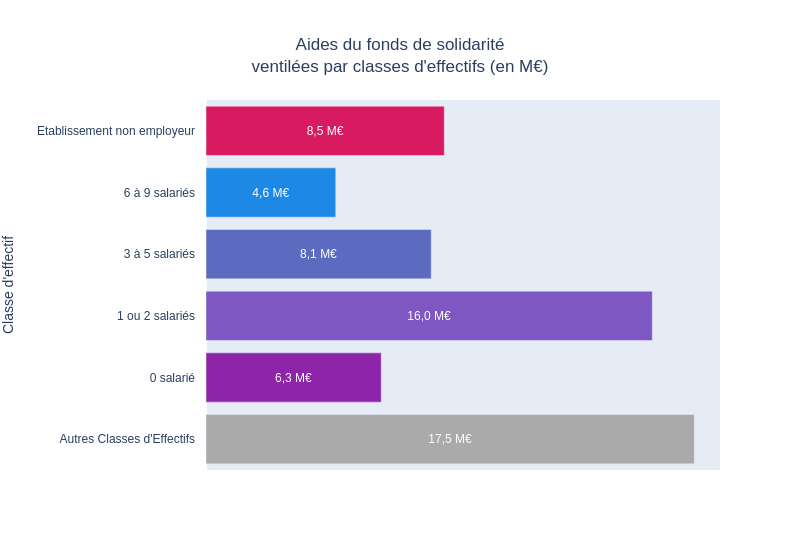 Aides du fonds de solidarité
ventilées par classes d'effectifs (en M€)
Classe d'effectif
Etablissement non employeur
8,5 M€
6 à 9 salariés
4,6 M€
3 à 5 salariés
8,1 M€
1 ou 2 salariés
16,0 M€
0 salarié
6,3 M€
Autres Classes d'Effectifs
17,5 M€